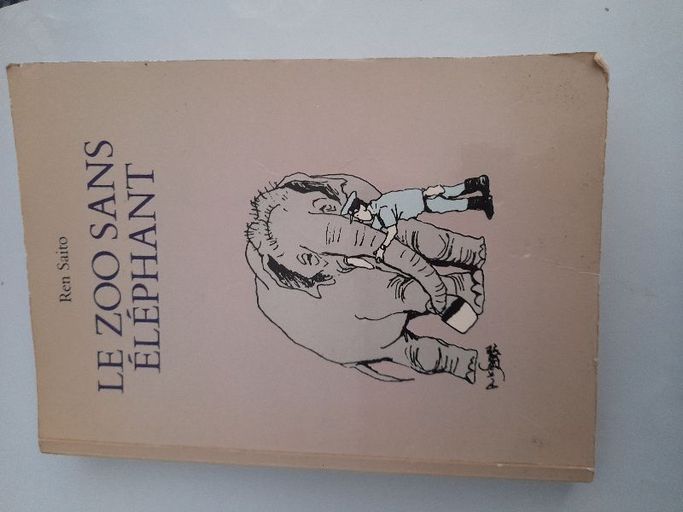 Ren Saito
LE ZOO SANS
ÉLÉPHANT